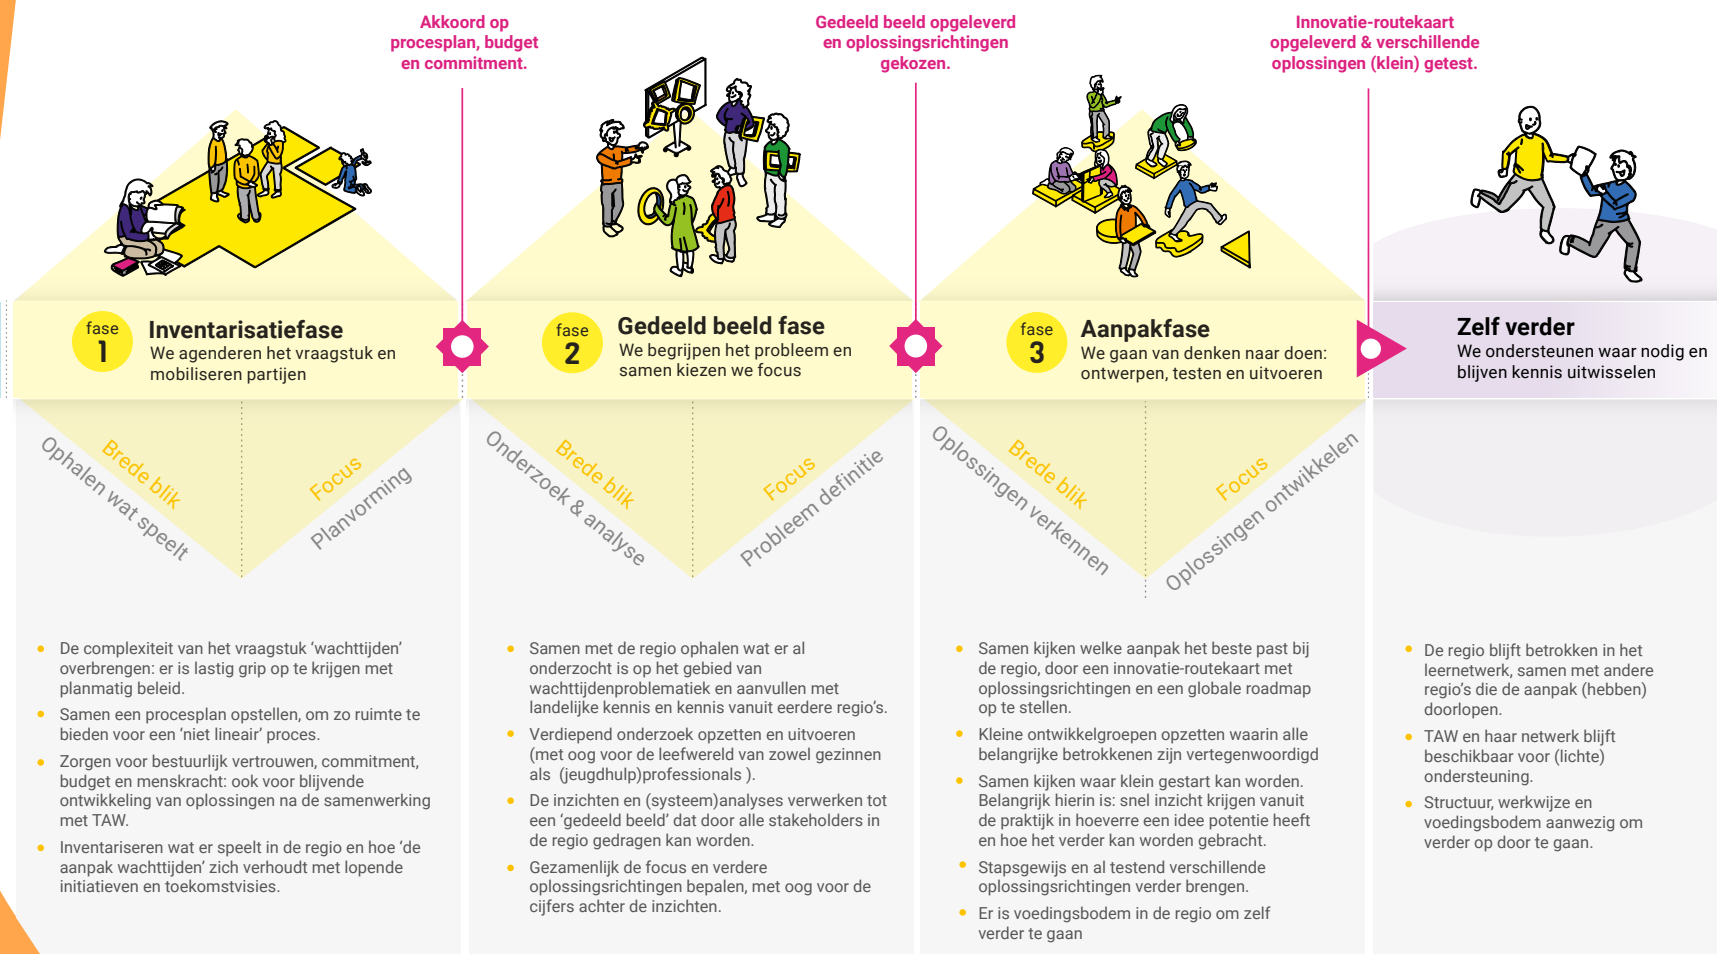 Akkoord op
procesplan, budget
en commitment.
Gedeeld beeld opgeleverd
en oplossingsrichtingen
gekozen.
Innovatie-routekaart
opgeleverd & verschillende
oplossingen (klein) getest.
fase
1
Inventarisatiefase
We agenderen het vraagstuk en
mobiliseren partijen
fase
2
Gedeeld beeld fase
We begrijpen het probleem en
samen kiezen we focus
fase
3
Aanpakfase
We gaan van denken naar doen:
ontwerpen, testen en uitvoeren
Zelf verder
We ondersteunen waar nodig en
blijven kennis uitwisselen
Brede blik
Ophalen wat speelt
Focus
Planvorming
Brede blik
Onderzoek & analyse
Focus
Probleem definitie
Brede blik
Oplossingen verkennen
Focus
Oplossingen ontwikkelen
• De complexiteit van het vraagstuk ‘wachttijden’
overbrengen: er is lastig grip op te krijgen met
planmatig beleid.
• Samen een procesplan opstellen, om zo ruimte te
bieden voor een ‘niet lineair’ proces.
• Zorgen voor bestuurlijk vertrouwen, commitment,
budget en menskracht: ook voor blijvende
ontwikkeling van oplossingen na de samenwerking
met TAW.
• Inventariseren wat er speelt in de regio en hoe ‘de
aanpak wachttijden’ zich verhoudt met lopende
initiatieven en toekomstvisies.
• Samen met de regio ophalen wat er al
onderzocht is op het gebied van
wachttijdenproblematiek en aanvullen met
landelijke kennis en kennis vanuit eerdere regio’s.
• Verdiepend onderzoek opzetten en uitvoeren
(met oog voor de leefwereld van zowel gezinnen
als (jeugdhulp)professionals ).
• De inzichten en (systeem)analyses verwerken tot
een ‘gedeeld beeld’ dat door alle stakeholders in
de regio gedragen kan worden.
• Gezamenlijk de focus en verdere
oplossingsrichtingen bepalen, met oog voor de
cijfers achter de inzichten.
• Samen kijken welke aanpak het beste past bij
de regio, door een innovatie-routekaart met
oplossingsrichtingen en een globale roadmap
op te stellen.
• Kleine ontwikkelgroepen opzetten waarin alle
belangrijke betrokkenen zijn vertegenwoordigd
• Samen kijken waar klein gestart kan worden.
Belangrijk hierin is: snel inzicht krijgen vanuit
de praktijk in hoeverre een idee potentie heeft
en hoe het verder kan worden gebracht.
• Stapsgewijs en al testend verschillende
oplossingsrichtingen verder brengen.
• Er is voedingsbodem in de regio om zelf
verder te gaan
• De regio blijft betrokken in het
leernetwerk, samen met andere
regio’s die de aanpak (hebben)
doorlopen.
• TAW en haar netwerk blijft
beschikbaar voor (lichte)
ondersteuning.
• Structuur, werkwijze en
voedingsbodem aanwezig om
verder op door te gaan.